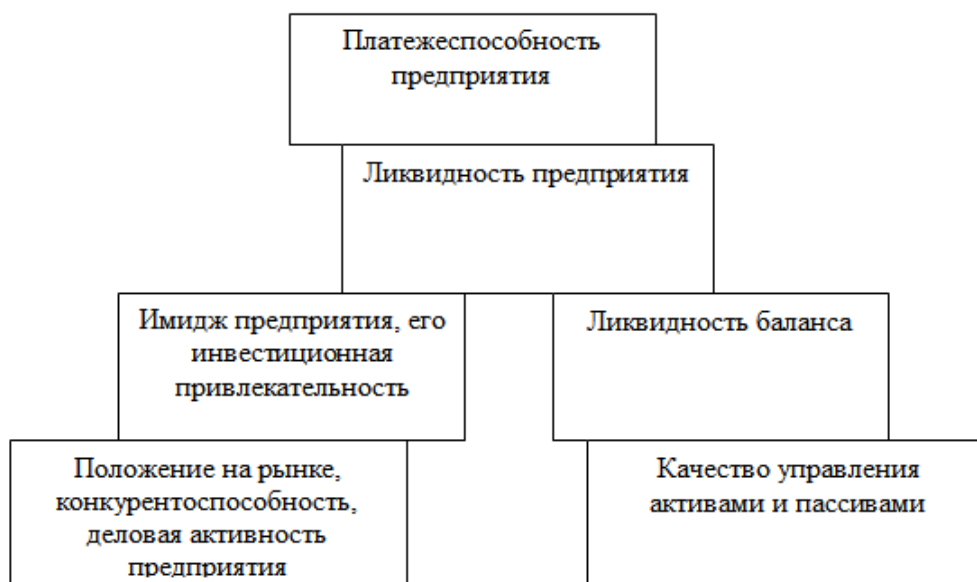 Платежеспособность
предприятия
Ликвидность предприятия
Имидж предприятия, его
инвестиционная
привлекательность
Ликвидность баланса
Положение на рынке,
конкурентоспособность,
деловая активность
предприятия
Качество управления
активами и пассивами